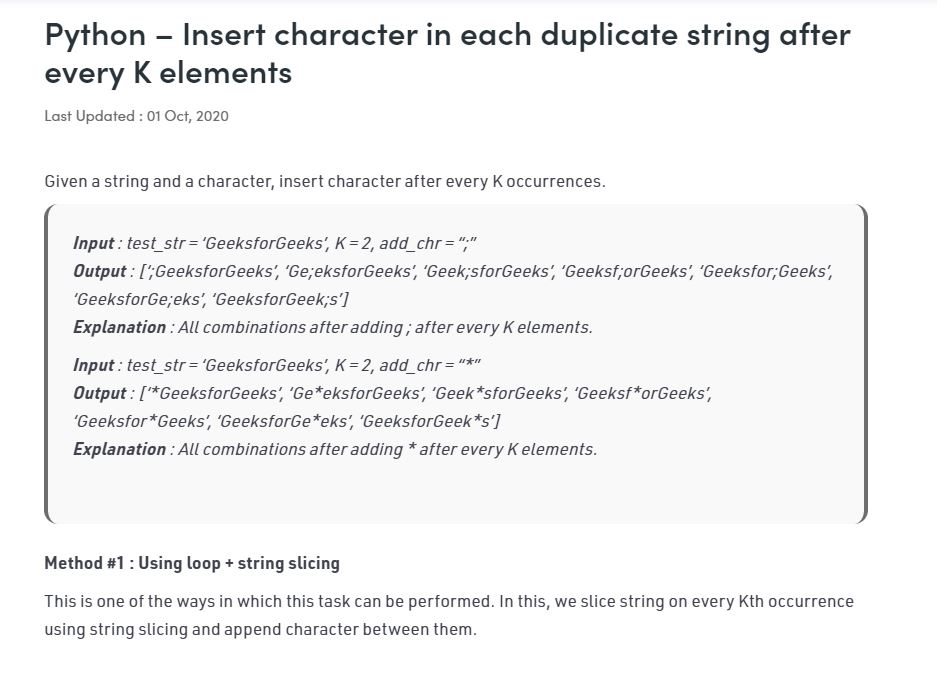 Python – Insert character in each duplicate string after
every K elements
Last Updated : 01 Oct, 2020
Given a string and a character, insert character after every K occurrences.
Input : test_str = ‘GeeksforGeeks’, K = 2, add_chr = “;”
Output : [‘;GeeksforGeeks’, ‘Ge;eksforGeeks’, ‘Geek;sforGeeks’, ‘Geeksf;orGeeks’, ‘Geeksfor;Geeks’,
‘GeeksforGe;eks’, ‘GeeksforGeek;s’]
Explanation : All combinations after adding ; after every K elements.
Input : test_str = ‘GeeksforGeeks’, K = 2, add_chr = “*”
Output : [‘*GeeksforGeeks’, ‘Ge*eksforGeeks’, ‘Geek*sforGeeks’, ‘Geeksf*orGeeks’,
‘Geeksfor*Geeks’, ‘GeeksforGe*eks’, ‘GeeksforGeek*s’]
Explanation : All combinations after adding * after every K elements.
Method #1 : Using loop + string slicing
This is one of the ways in which this task can be performed. In this, we slice string on every Kth occurrence
using string slicing and append character between them.